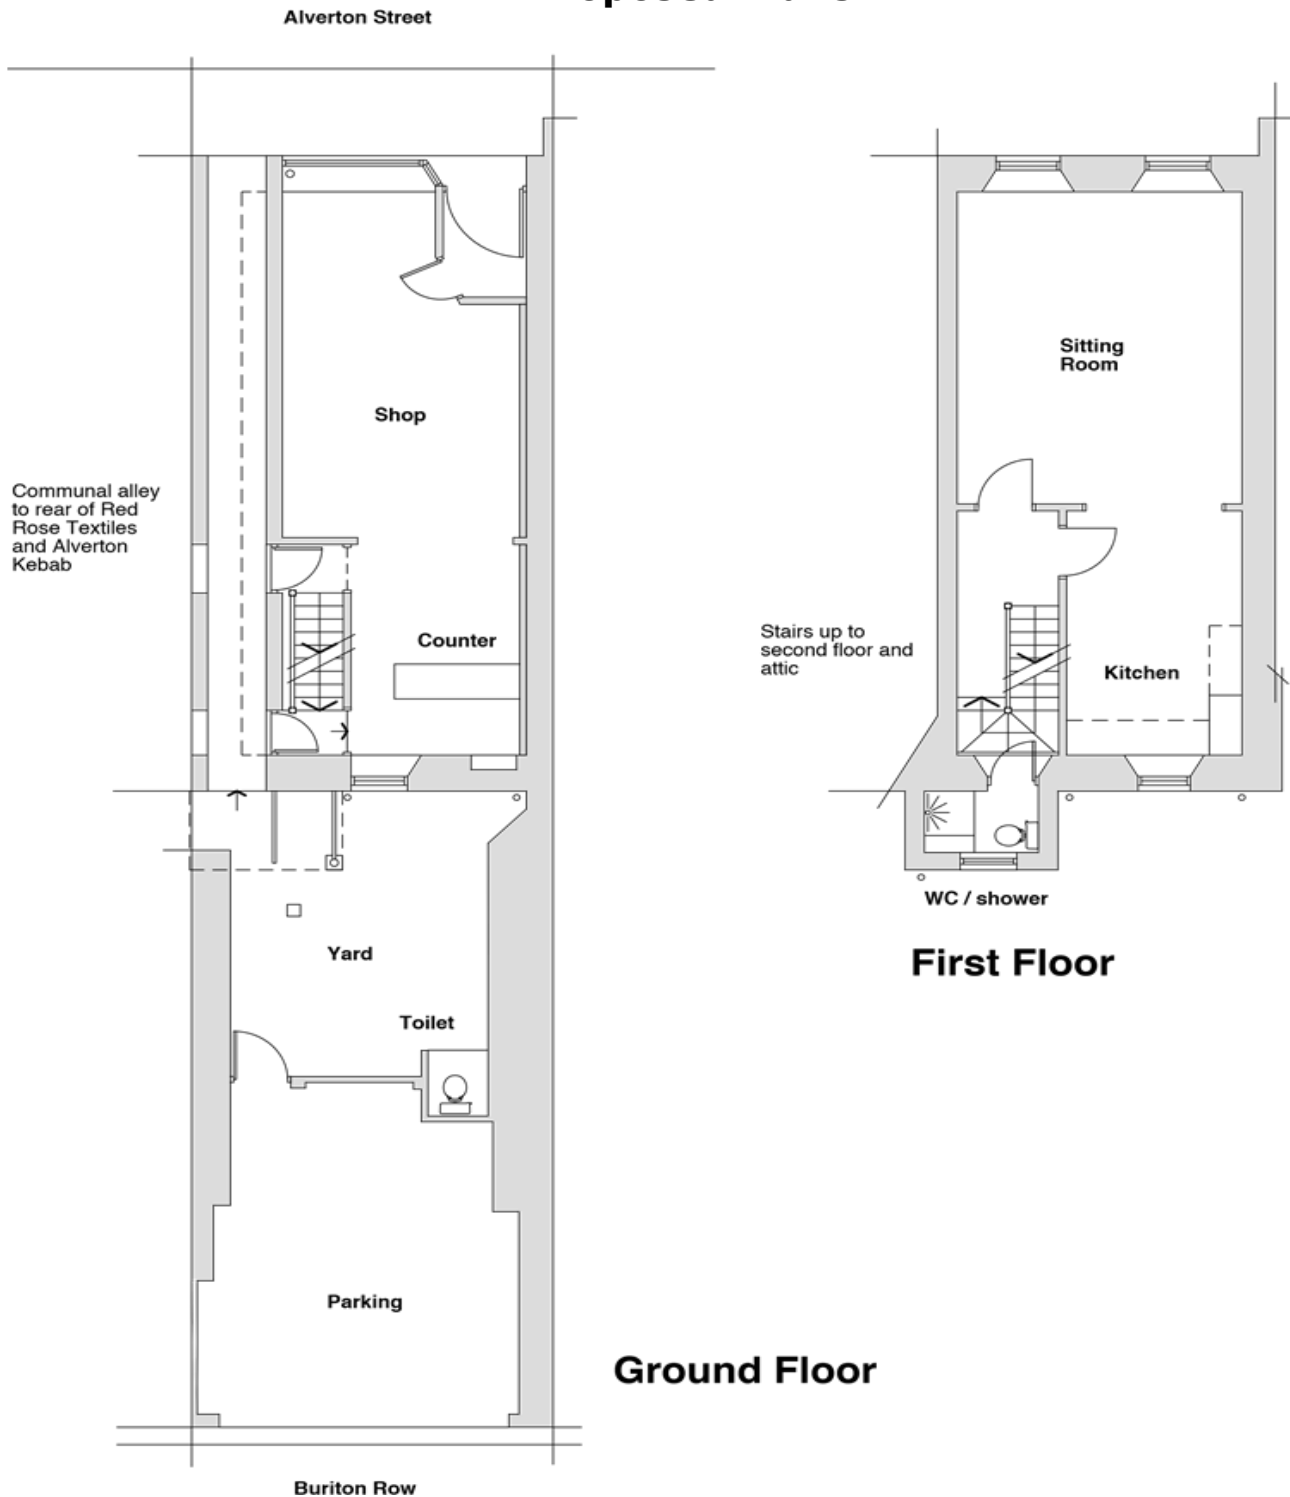 Alverton Street
Sitting
Room
Shop
Communal alley
to rear of Red
Rose Textiles
and Alverton
Kebab
Counter
Stairs up to
second floor and
attic
Kitchen
WC / shower
Yard
First Floor
Toilet
Parking
Ground Floor
Buriton Row